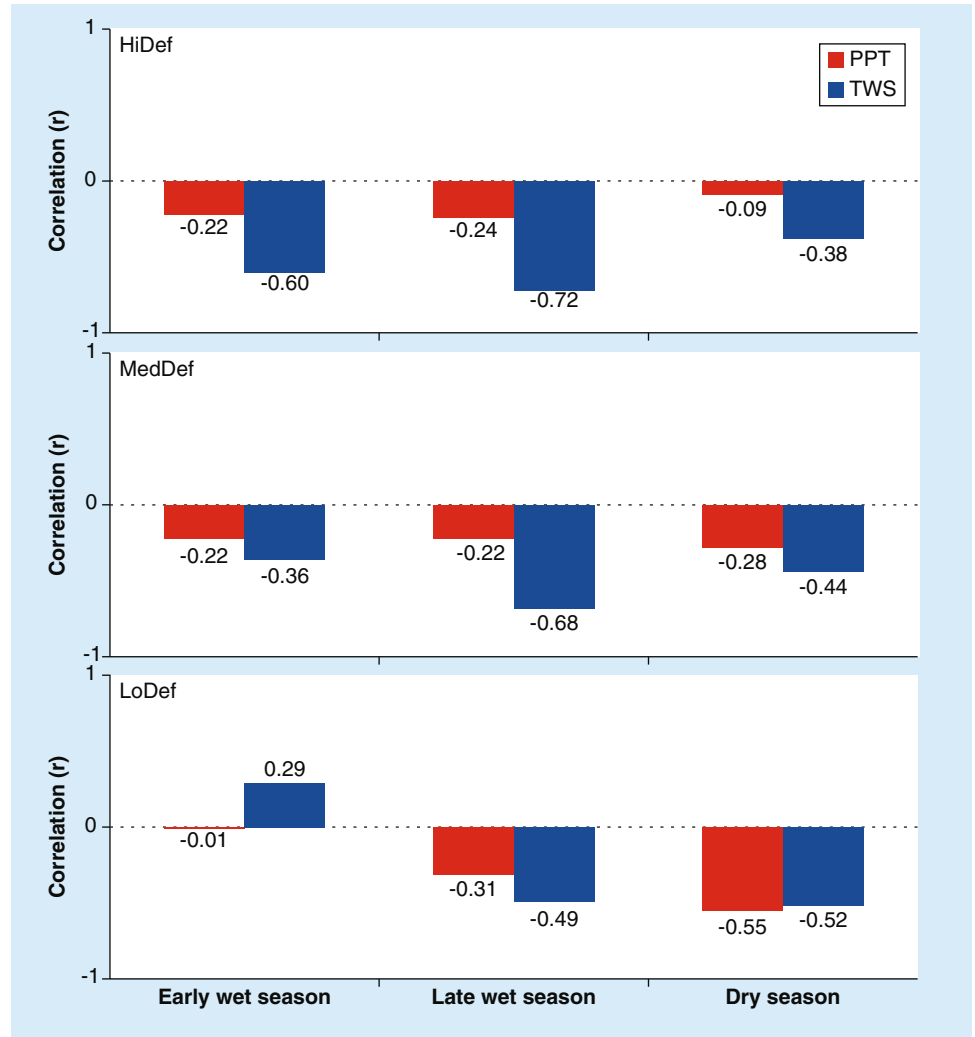 1
HiDef
PPT
TWS
Correlation (r)
0
-0.22
-0.60
-0.24
-0.72
-0.09
-0.38
-1
1
MedDef
Correlation (r)
0
-0.22
-0.36
-0.22
-0.68
-0.28
-0.44
-1
1
LoDef
Correlation (r)
0.29
0
-0.01
-0.31
-0.49
-0.55
-0.52
-1
Early wet season
Late wet season
Dry season